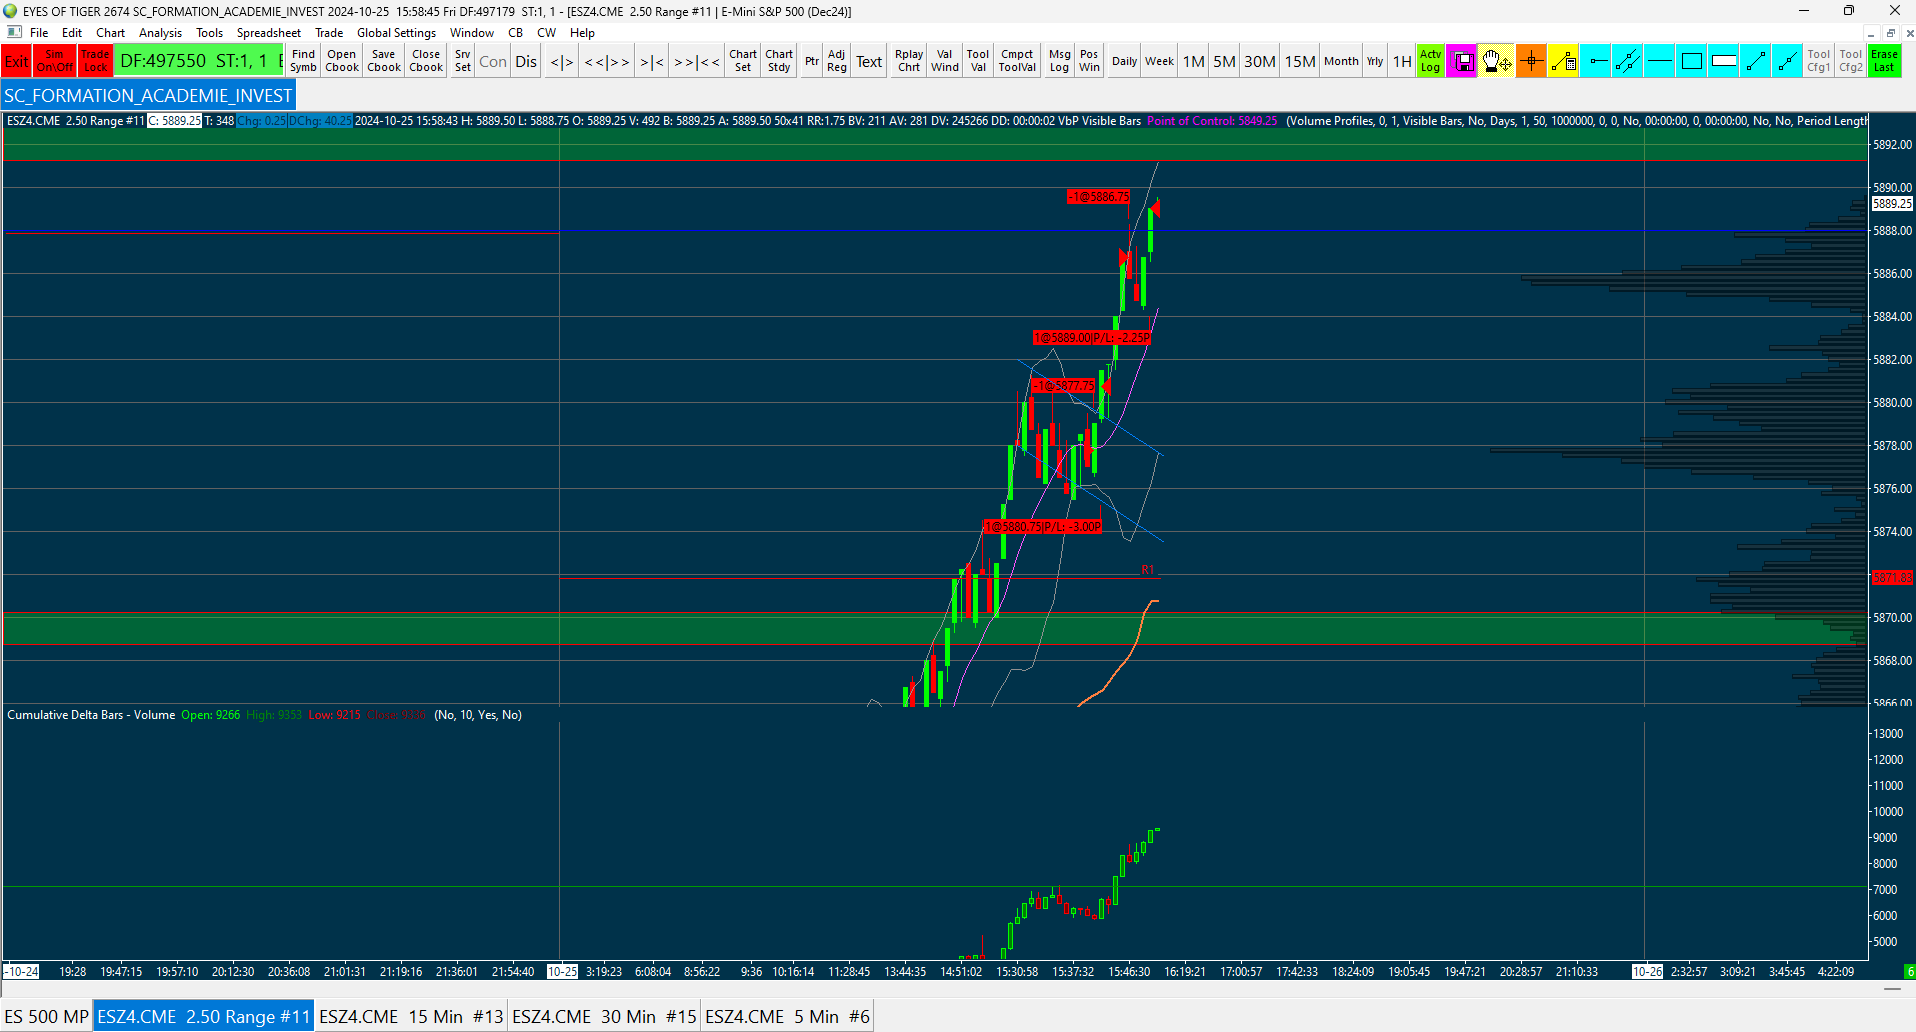 EYES OF TIGER 2674 SC_FORMATION_ACADEMIE_INVEST 2024-10-25  15:58:45 Fri DF:497179  ST:1, 1 - [ESZ4.CME  2.50 Range #11 | E-Mini S&P 500 (Dec24)]
File Edit Chart Analysis Tools Spreadsheet Trade Global Settings Window CB CW Help
Exit Sim On\Off Trade Lock DF:497550  ST:1, 1 Find Symb Open Cbook Save Cbook Close Cbook Srv Set Con Dis <|> <<|>> >|< >>|<< Chart Set Chart Stdy Ptr Adj Reg Text Rplay Chrt Val Wind Tool Val Cmpct ToolVal Msg Log Pos Win Daily Week 1M 5M 30M 15M Month Yrly 1H Actv Log Tool Cfg1 Tool Cfg2 Erase Last
SC_FORMATION_ACADEMIE_INVEST
ESZ4.CME  2.50 Range #11 C: 5889.25 T: 348 Chg: 0.25 DChg: 40.25 2024-10-25 15:58:43 H: 5889.50 L: 5888.75 O: 5889.25 V: 492 B: 5889.25 A: 5889.50 50x41 RR:1.75 BV: 211 AV: 281 DV: 245266 DD: 00:00:02 VbP Visible Bars Point of Control: 5849.25 (Volume Profiles, 0, 1, Visible Bars, No, Days, 1, 50, 1000000, 0, 0, No, 00:00:00, 0, 00:00:00, No, No, Period Length
5892.00
5890.00
-1@5886.75
5889.25
5888.00
5886.00
5884.00
1@5889.00|P/L: -2.25P
5882.00
-1@5877.75
5880.00
5878.00
5876.00
1@5880.75|P/L: -3.00P
5874.00
R1
5871.83
5870.00
5868.00
5866.00
Cumulative Delta Bars - Volume Open: 9266 High: 9353 Low: 9215 Close: 9336 (No, 10, Yes, No)
13000
12000
11000
10000
9000
8000
7000
6000
5000
-10-24 19:28 19:47:15 19:57:10 20:12:30 20:36:08 21:01:31 21:19:16 21:36:01 21:54:40 10-25 3:19:23 6:08:04 8:56:22 9:36 10:16:14 11:28:45 13:44:35 14:51:02 15:30:58 15:37:32 15:46:30 16:19:21 17:00:57 17:42:33 18:24:09 19:05:45 19:47:21 20:28:57 21:10:33 10-26 2:32:57 3:09:21 3:45:45 4:22:09 6
ES 500 MP ESZ4.CME  2.50 Range #11 ESZ4.CME  15 Min  #13 ESZ4.CME  30 Min  #15 ESZ4.CME  5 Min  #6